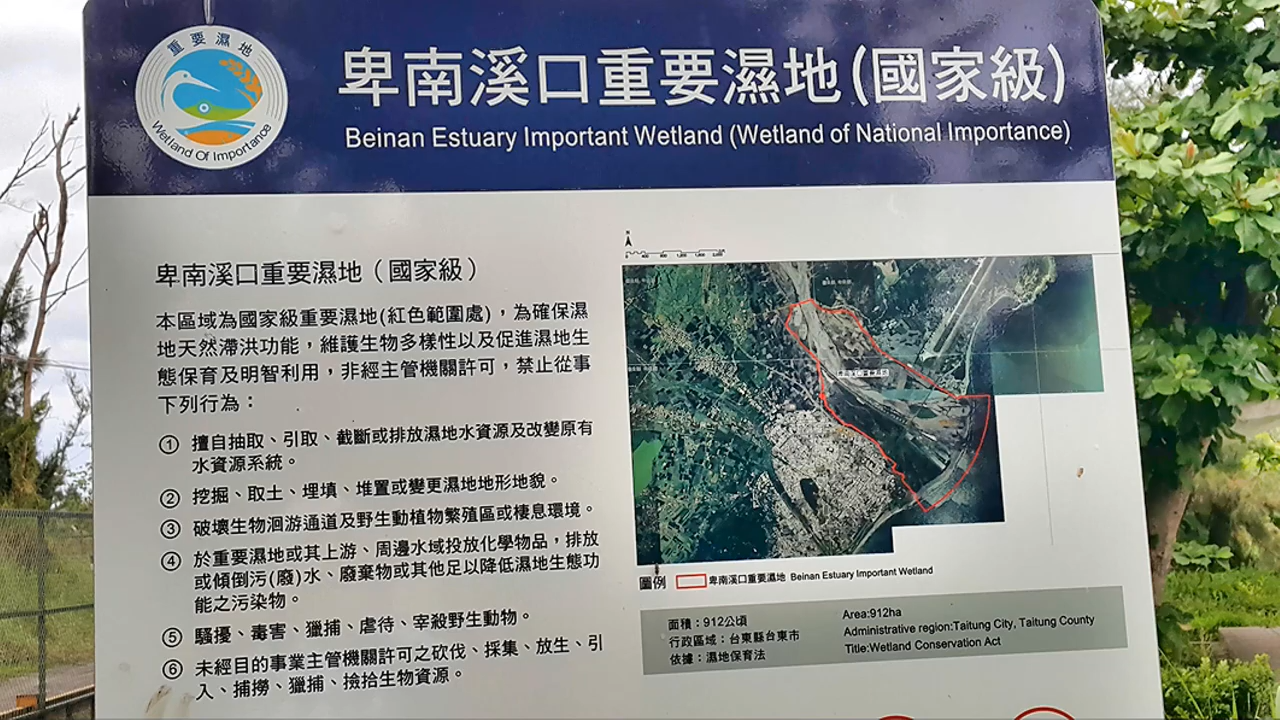 重要濕地
Wetland Of Importance
卑南溪口重要濕地(國家級)
Beinan Estuary Important Wetland (Wetland of National Importance)
卑南溪口重要濕地（國家級）
本區域為國家級重要濕地(紅色範圍處)，為確保濕
地天然滯洪功能，維護生物多樣性以及促進濕地生
態保育及明智利用，非經主管機關許可，禁止從事
下列行為：
① 擅自抽取、引取、截斷或排放濕地水資源及改變原有
水資源系統。
② 挖掘、取土、埋填、堆置或變更濕地地形地貌。
③ 破壞生物洄游通道及野生動植物繁殖區或棲息環境。
④ 於重要濕地或其上游、周邊水域投放化學物品，排放
或傾倒污(廢)水、廢棄物或其他足以降低濕地生態功
能之污染物。
⑤ 騷擾、毒害、獵捕、虐待、宰殺野生動物。
⑥ 未經目的事業主管機關許可之砍伐、採集、放生、引
入、捕撈、獵捕、撿拾生物資源。
N
卑南溪口重要濕地
圖例 卑南溪口重要濕地 Beinan Estuary Important Wetland
面積：912公頃
行政區域：台東縣台東市
依據：濕地保育法
Area:912ha
Administrative region:Taitung City, Taitung County
Title:Wetland Conservation Act